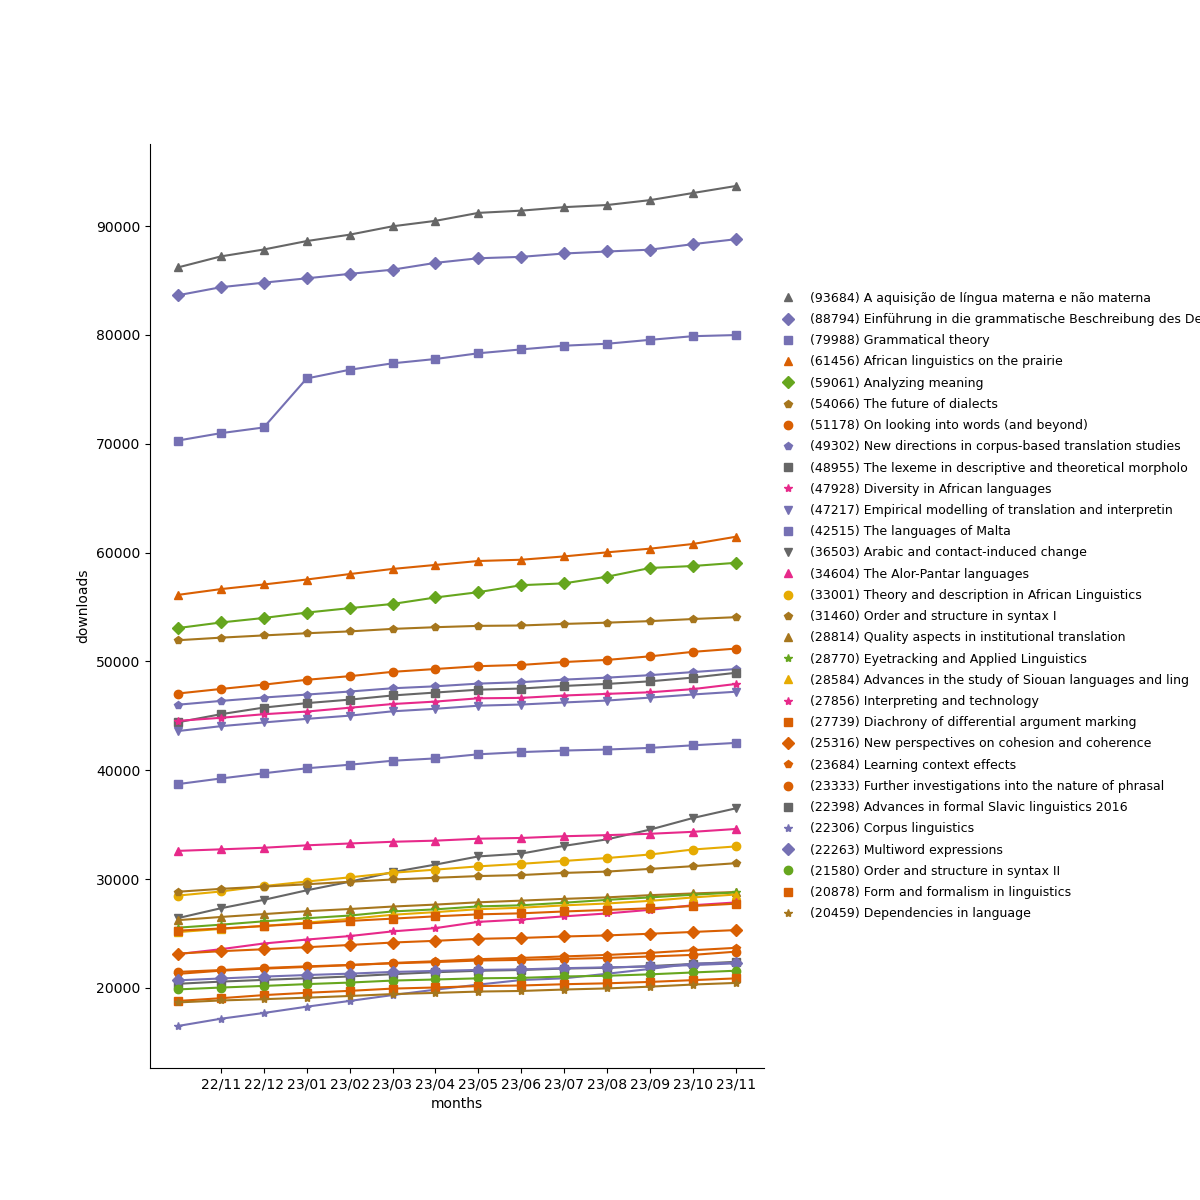 downloads
90000
80000
70000
60000
50000
40000
30000
20000
22/11 22/12 23/01 23/02 23/03 23/04 23/05 23/06 23/07 23/08 23/09 23/10 23/11
months
(93684) A aquisição de língua materna e não materna
(88794) Einführung in die grammatische Beschreibung des De
(79988) Grammatical theory
(61456) African linguistics on the prairie
(59061) Analyzing meaning
(54066) The future of dialects
(51178) On looking into words (and beyond)
(49302) New directions in corpus-based translation studies
(48955) The lexeme in descriptive and theoretical morpholo
(47928) Diversity in African languages
(47217) Empirical modelling of translation and interpretin
(42515) The languages of Malta
(36503) Arabic and contact-induced change
(34604) The Alor-Pantar languages
(33001) Theory and description in African Linguistics
(31460) Order and structure in syntax I
(28814) Quality aspects in institutional translation
(28770) Eyetracking and Applied Linguistics
(28584) Advances in the study of Siouan languages and ling
(27856) Interpreting and technology
(27739) Diachrony of differential argument marking
(25316) New perspectives on cohesion and coherence
(23684) Learning context effects
(23333) Further investigations into the nature of phrasal
(22398) Advances in formal Slavic linguistics 2016
(22306) Corpus linguistics
(22263) Multiword expressions
(21580) Order and structure in syntax II
(20878) Form and formalism in linguistics
(20459) Dependencies in language